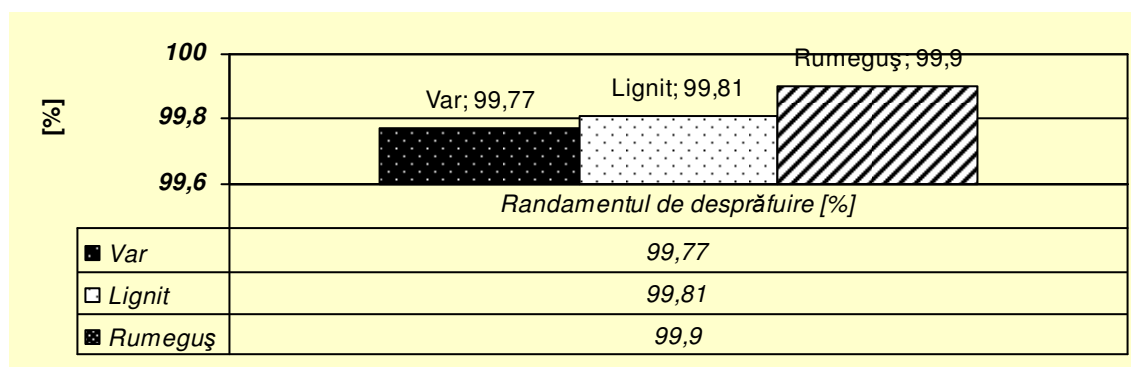 100
Rumeguş; 99,9
Lignit; 99,81
Var; 99,77
[%]
99,8
99,6
Randamentul de desprăfuire [%]
Var 99,77
Lignit 99,81
Rumeguş 99,9